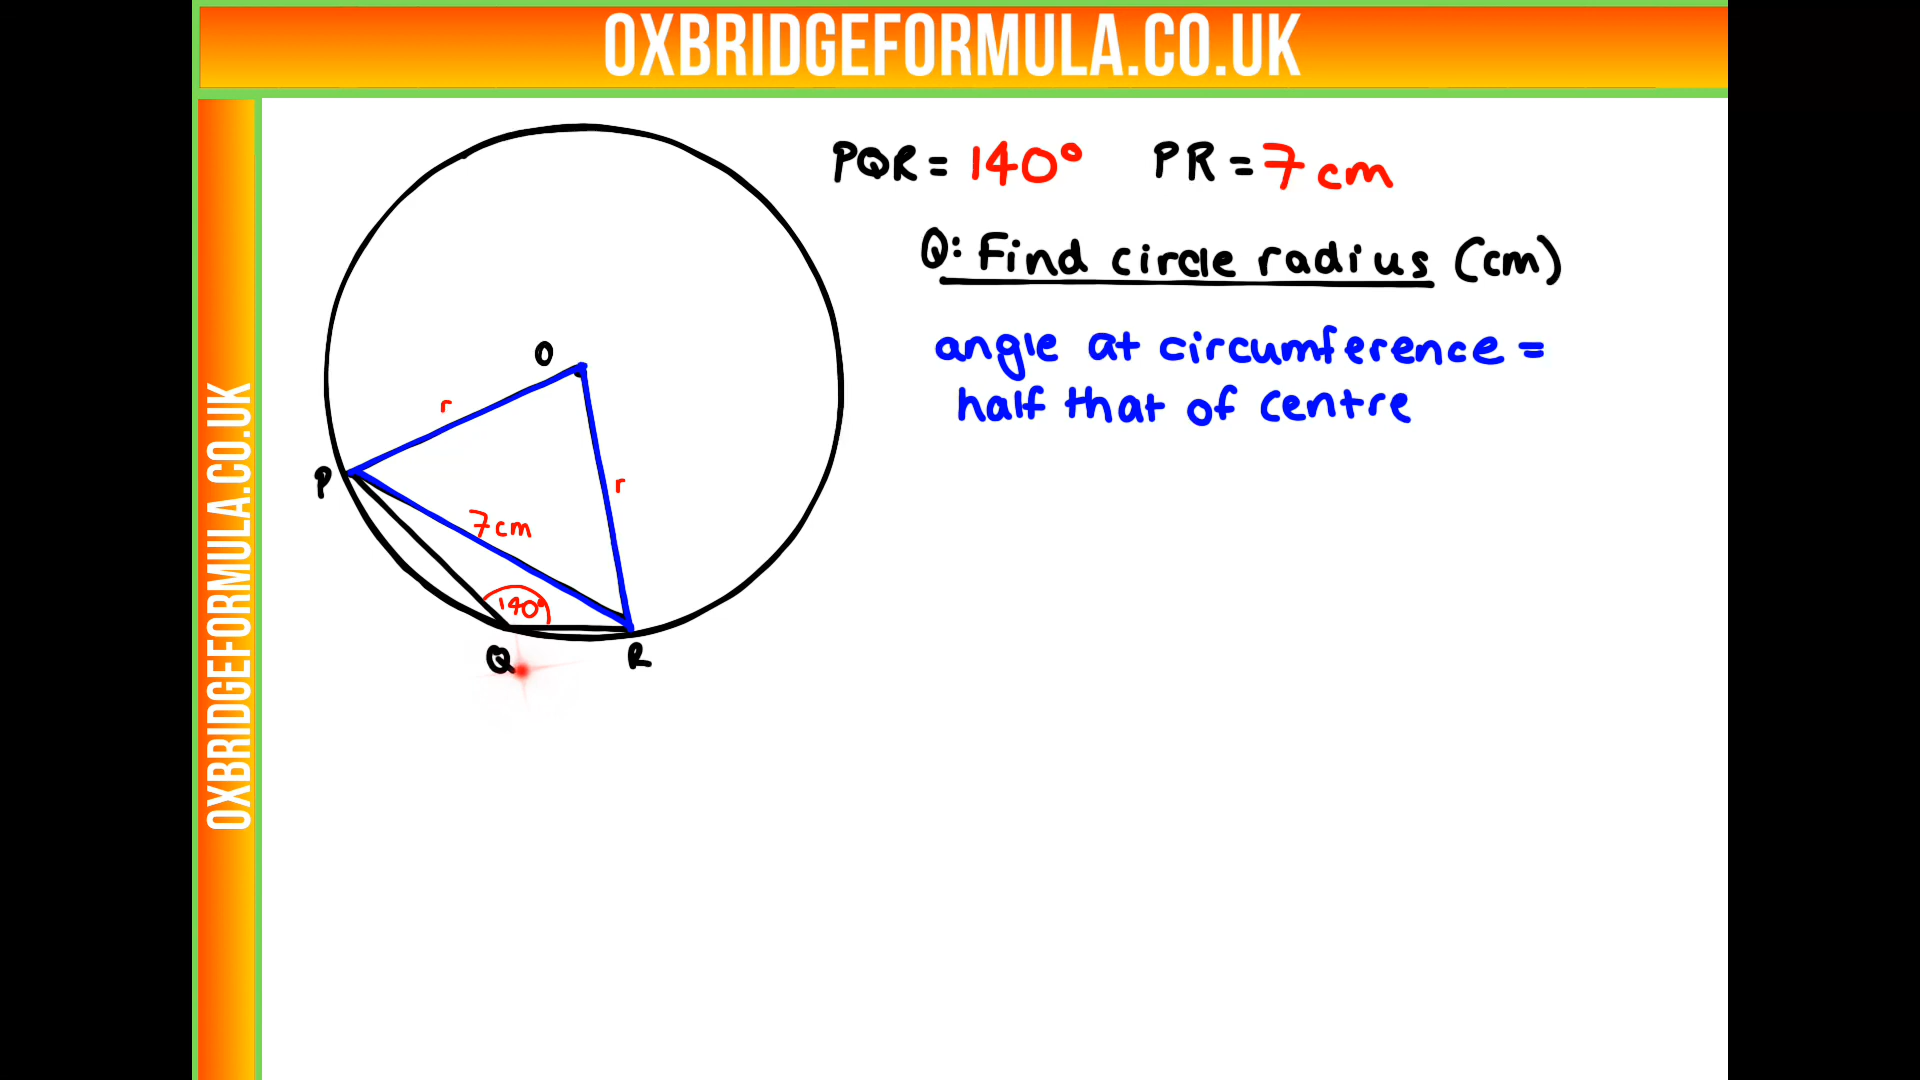 OXBRIDGEFORMULA.CO.UK
OXBRIDGEFORMULA.CO.UK
PQR = 140° PR = 7 cm
Q: Find circle radius (cm)
angle at circumference =
half that of centre
O
r
P
r
7cm
140°
Q
R